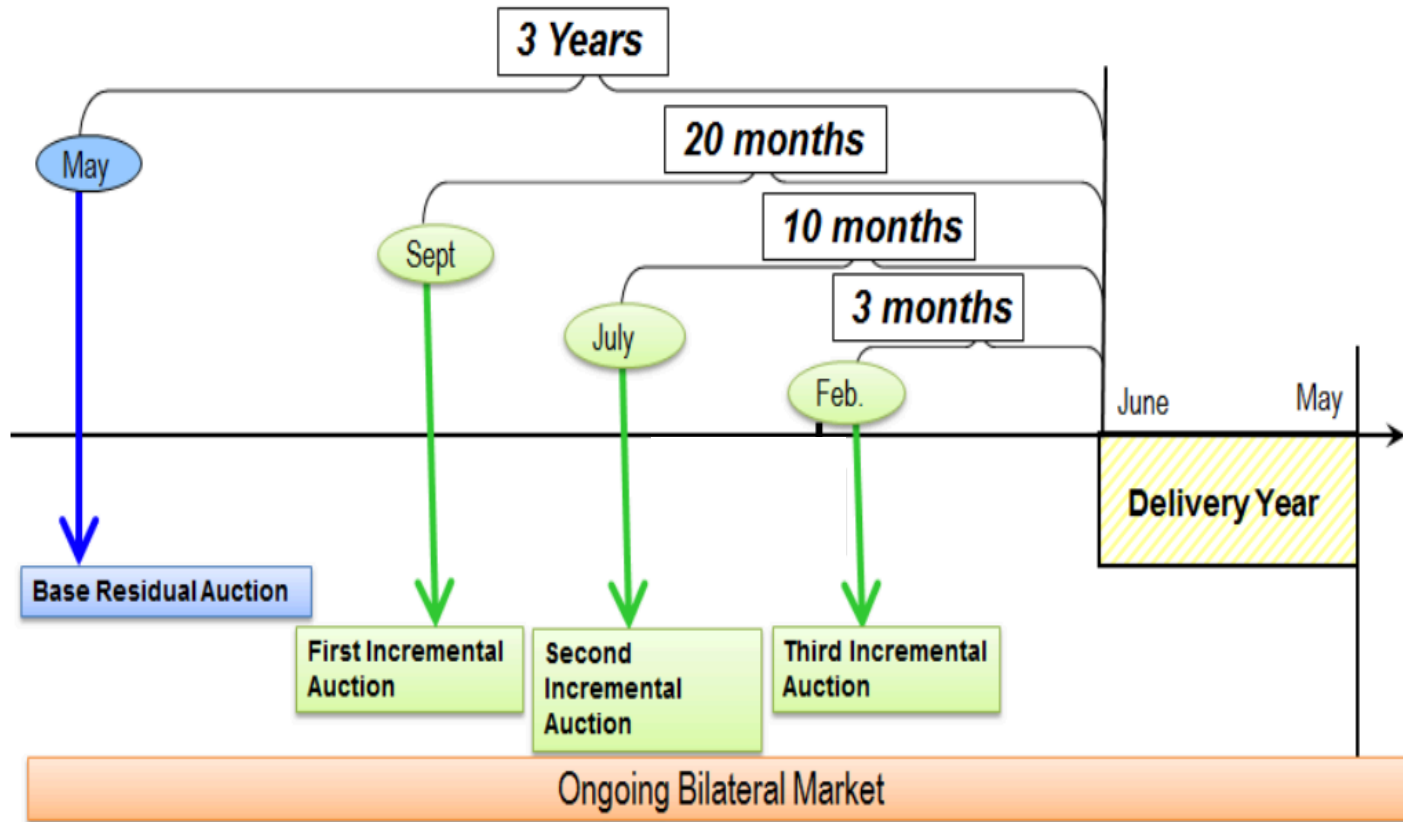 3 Years
20 months
May
10 months
Sept
3 months
July
Feb.
June
May
Delivery Year
Base Residual Auction
First Incremental
Auction
Second
Incremental
Auction
Third Incremental
Auction
Ongoing Bilateral Market